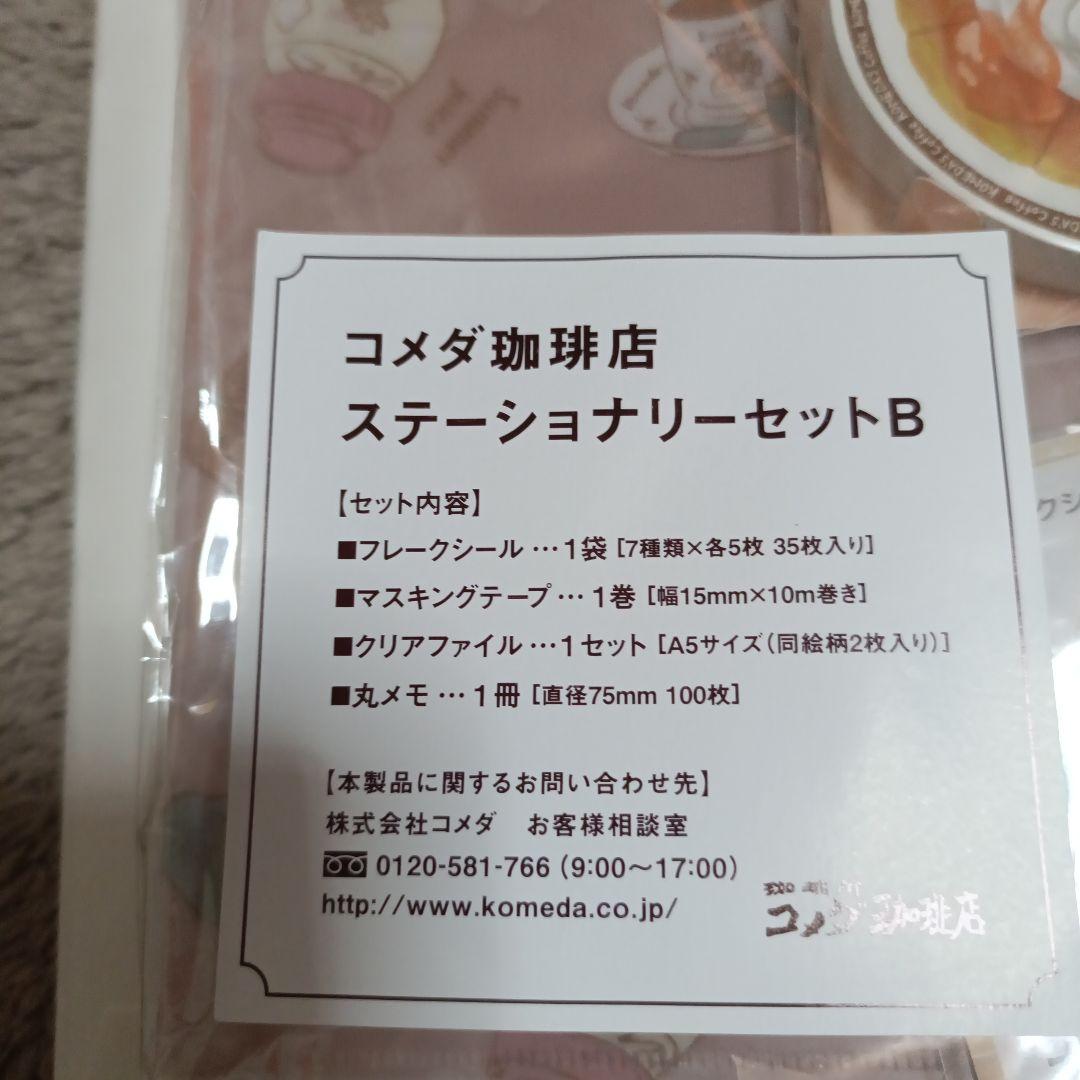 KOMEDA'S Coffee KOMEDA'S Coffee
コメダ珈琲店
ステーショナリーセットB
【セット内容】
■フレークシール…1袋［7種類×各5枚 35枚入り］
■マスキングテープ…1巻［幅15mm×10m巻き］
■クリアファイル…1セット［A5サイズ（同絵柄2枚入り）］
■丸メモ…1冊［直径75mm 100枚］
【本製品に関するお問い合わせ先】
株式会社コメダ お客様相談室
0120-581-766（9:00～17:00）
http://www.komeda.co.jp/
コメダ珈琲店
クシ